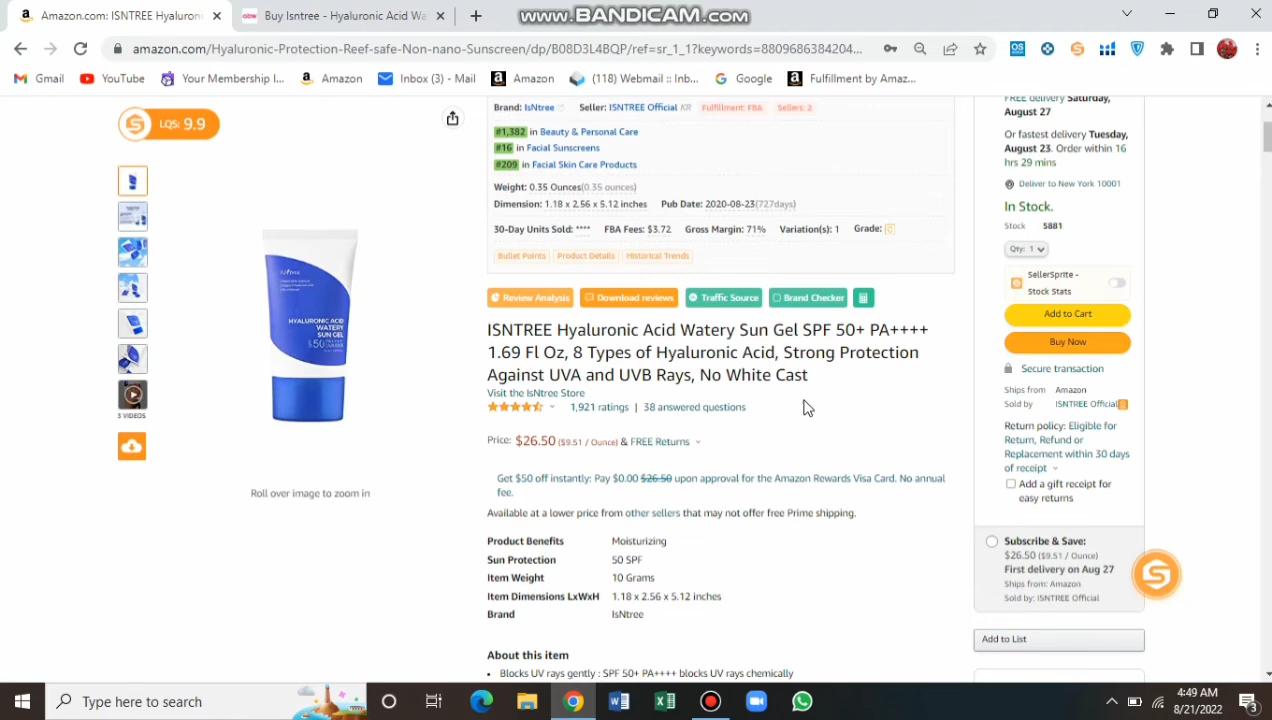 www.BANDICAM.com
Amazon.com: ISNTREE Hyaluroni
Buy Isntree - Hyaluronic Acid Wa
amazon.com/Hyaluronic-Protection-Reef-safe-Non-nano-Sunscreen/dp/B08D3L4BQP/ref=sr_1_1?keywords=8809686384204...
Gmail
YouTube
Your Membership I...
Amazon
Inbox (3) - Mail
Amazon
(118) Webmail :: Inb...
Google
Fulfillment by Amaz...
LQS: 9.9
3 VIDEOS
HYALURONIC ACID
WATERY
SUN GEL
Roll over image to zoom in
Brand: IsNtree Seller: ISNTREE Official KR Fulfillment: FBA Sellers: 2
#1,382 in Beauty & Personal Care
#16 in Facial Sunscreens
#209 in Facial Skin Care Products
Weight: 0.35 Ounces(0.35 ounces)
Dimension: 1.18 x 2.56 x 5.12 inches Pub Date: 2020-08-23(727days)
30-Day Units Sold: **** FBA Fees: $3.72 Gross Margin: 71% Variation(s): 1 Grade:
Bullet Points Product Details Historical Trends
Review Analysis Download reviews Traffic Source Brand Checker
ISNTREE Hyaluronic Acid Watery Sun Gel SPF 50+ PA++++
1.69 Fl Oz, 8 Types of Hyaluronic Acid, Strong Protection
Against UVA and UVB Rays, No White Cast
Visit the IsNtree Store
1,921 ratings | 38 answered questions
Price: $26.50 ($9.51 / Ounce) & FREE Returns
Get $50 off instantly: Pay $0.00 $26.50 upon approval for the Amazon Rewards Visa Card. No annual
fee.
Available at a lower price from other sellers that may not offer free Prime shipping.
Product Benefits Moisturizing
Sun Protection 50 SPF
Item Weight 10 Grams
Item Dimensions LxWxH 1.18 x 2.56 x 5.12 inches
Brand IsNtree
About this item
• Blocks UV rays gently : SPF 50+ PA++++ blocks UV rays chemically
FREE delivery Saturday,
August 27
Or fastest delivery Tuesday,
August 23. Order within 16
hrs 29 mins
Deliver to New York 10001
In Stock.
Stock 5881
Qty: 1
SellerSprite -
Stock Stats
Add to Cart
Buy Now
Secure transaction
Ships from Amazon
Sold by ISNTREE Official
Return policy: Eligible for
Return, Refund or
Replacement within 30 days
of receipt
Add a gift receipt for
easy returns
Subscribe & Save:
$26.50 ($9.51 / Ounce)
First delivery on Aug 27
Ships from: Amazon
Sold by: ISNTREE Official
Add to List
Type here to search
4:49 AM
8/21/2022
3